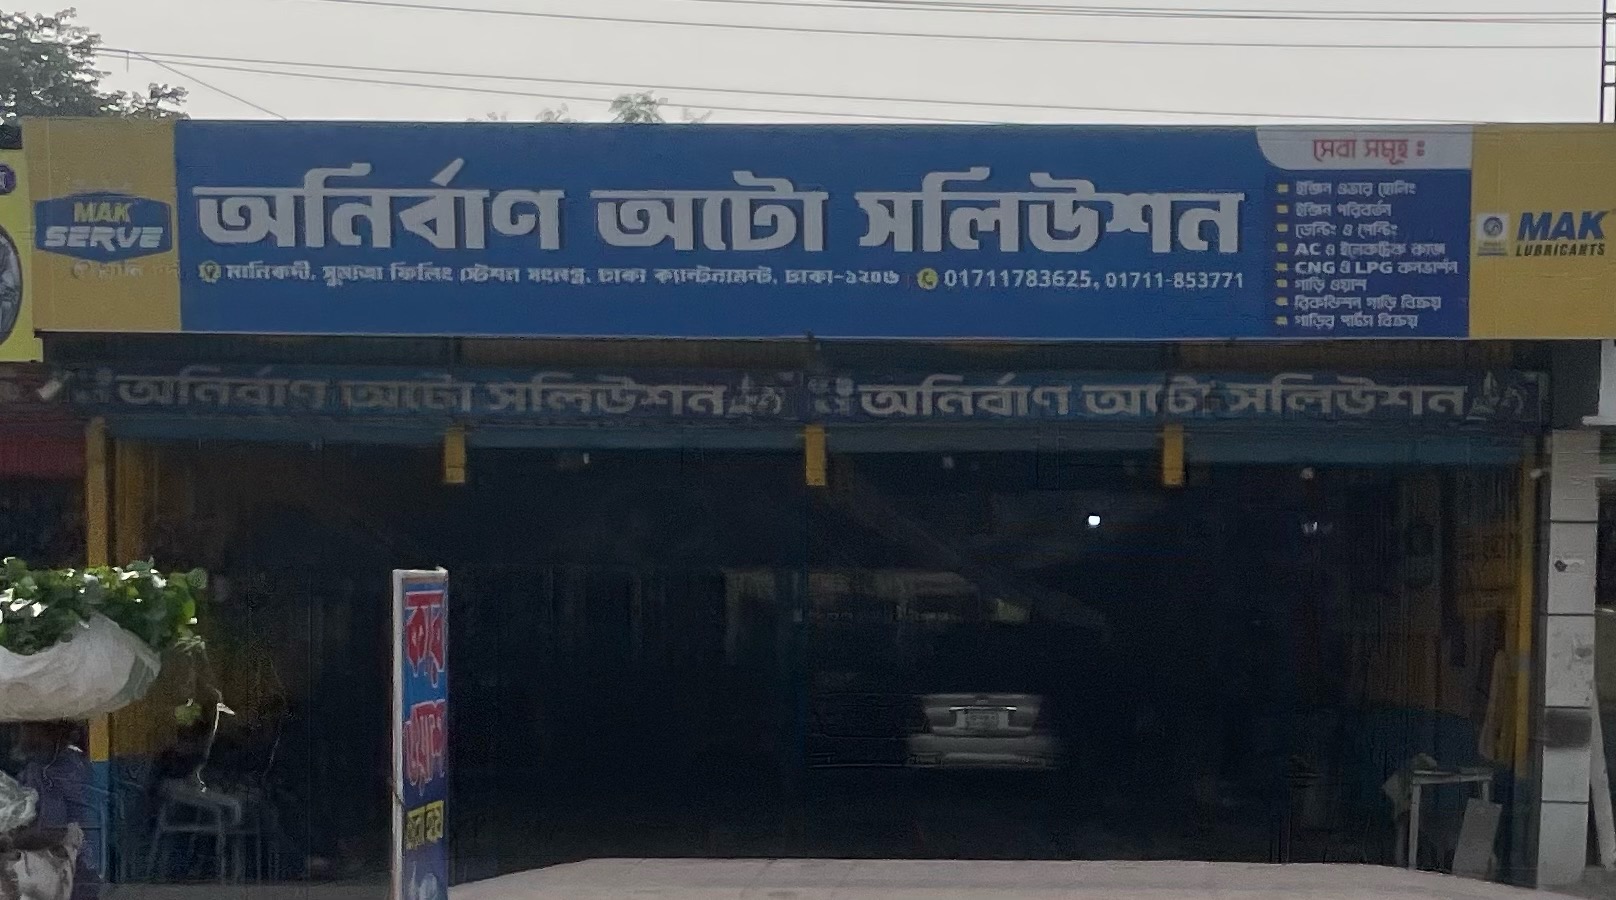 MAK
SERVE
অনির্বাণ অটো সলিউশন
মানিকদী, সুমাত্রা ফিলিং স্টেশন সংলগ্ন, ঢাকা ক্যান্টনমেন্ট, ঢাকা-১২০৬ 01711783625, 01711-853771
সেবা সমূহ ঃ
ইঞ্জিন ওভার হোলিং
ইঞ্জিন পরিবর্তন
ডেন্টিং ও পেন্টিং
AC ও ইলেকট্রিক কাজ
CNG ও LPG কনভার্শন
গাড়ি ওয়াশ
রিকন্ডিশন গাড়ি বিক্রয়
গাড়ির পার্টস বিক্রয়
MAK
LUBRICANTS
অনির্বাণ অটো সলিউশন
অনির্বাণ অটো সলিউশন
কার
ওয়াশ